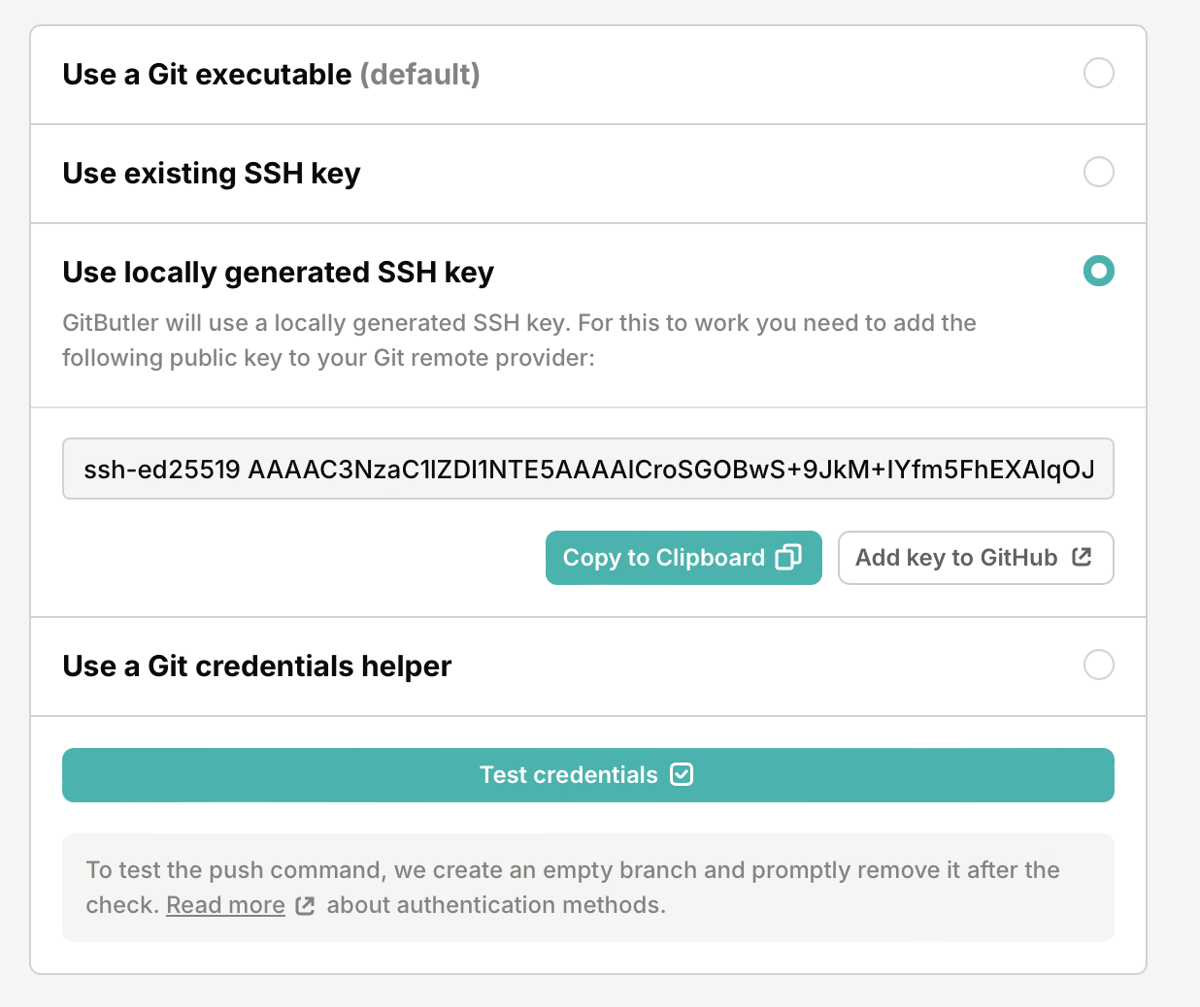 Use a Git executable (default)
Use existing SSH key
Use locally generated SSH key
GitButler will use a locally generated SSH key. For this to work you need to add the
following public key to your Git remote provider:
ssh-ed25519 AAAAC3NzaC1lZDI1NTE5AAAAICroSGOBwS+9JkM+IYfm5FhEXAlqOJ
Copy to Clipboard
Add key to GitHub
Use a Git credentials helper
Test credentials
To test the push command, we create an empty branch and promptly remove it after the
check. Read more about authentication methods.